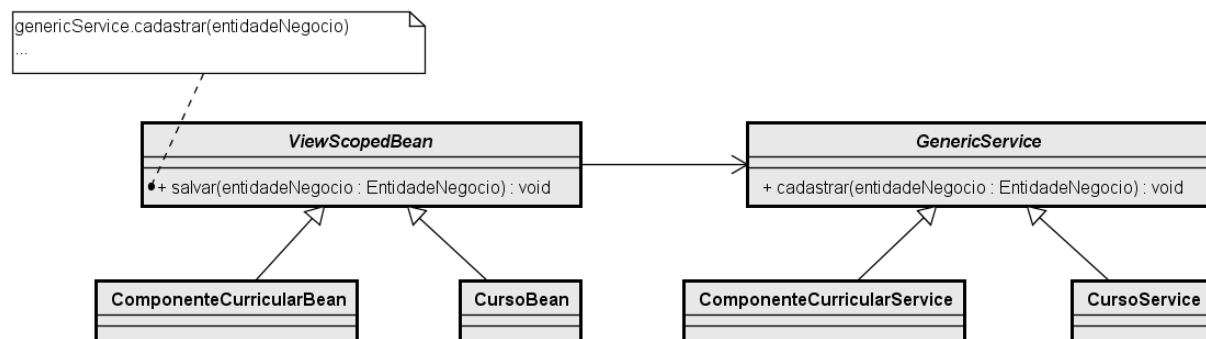 genericService.cadastrar(entidadeNegocio)
...
ViewScopedBean
GenericService
+ salvar(entidadeNegocio : EntidadeNegocio) : void
+ cadastrar(entidadeNegocio : EntidadeNegocio) : void
ComponenteCurricularBean
CursoBean
ComponenteCurricularService
CursoService